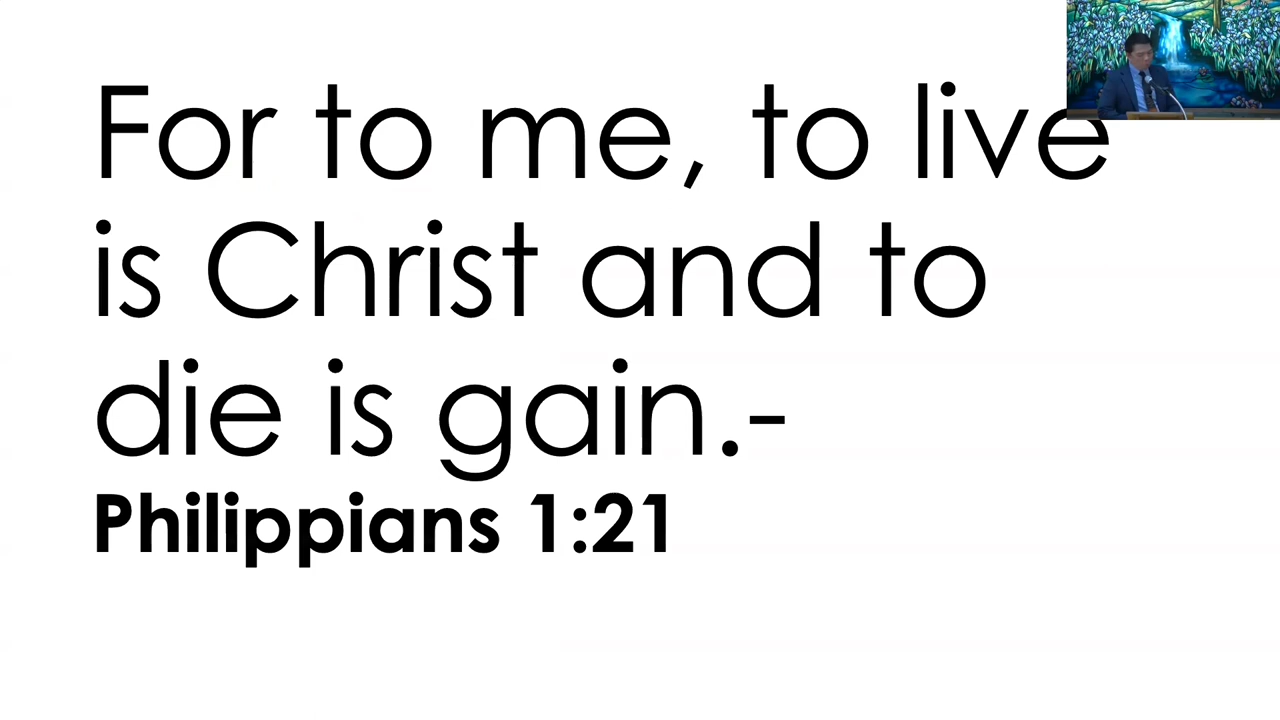 For to me, to live
is Christ and to
die is gain.-
Philippians 1:21